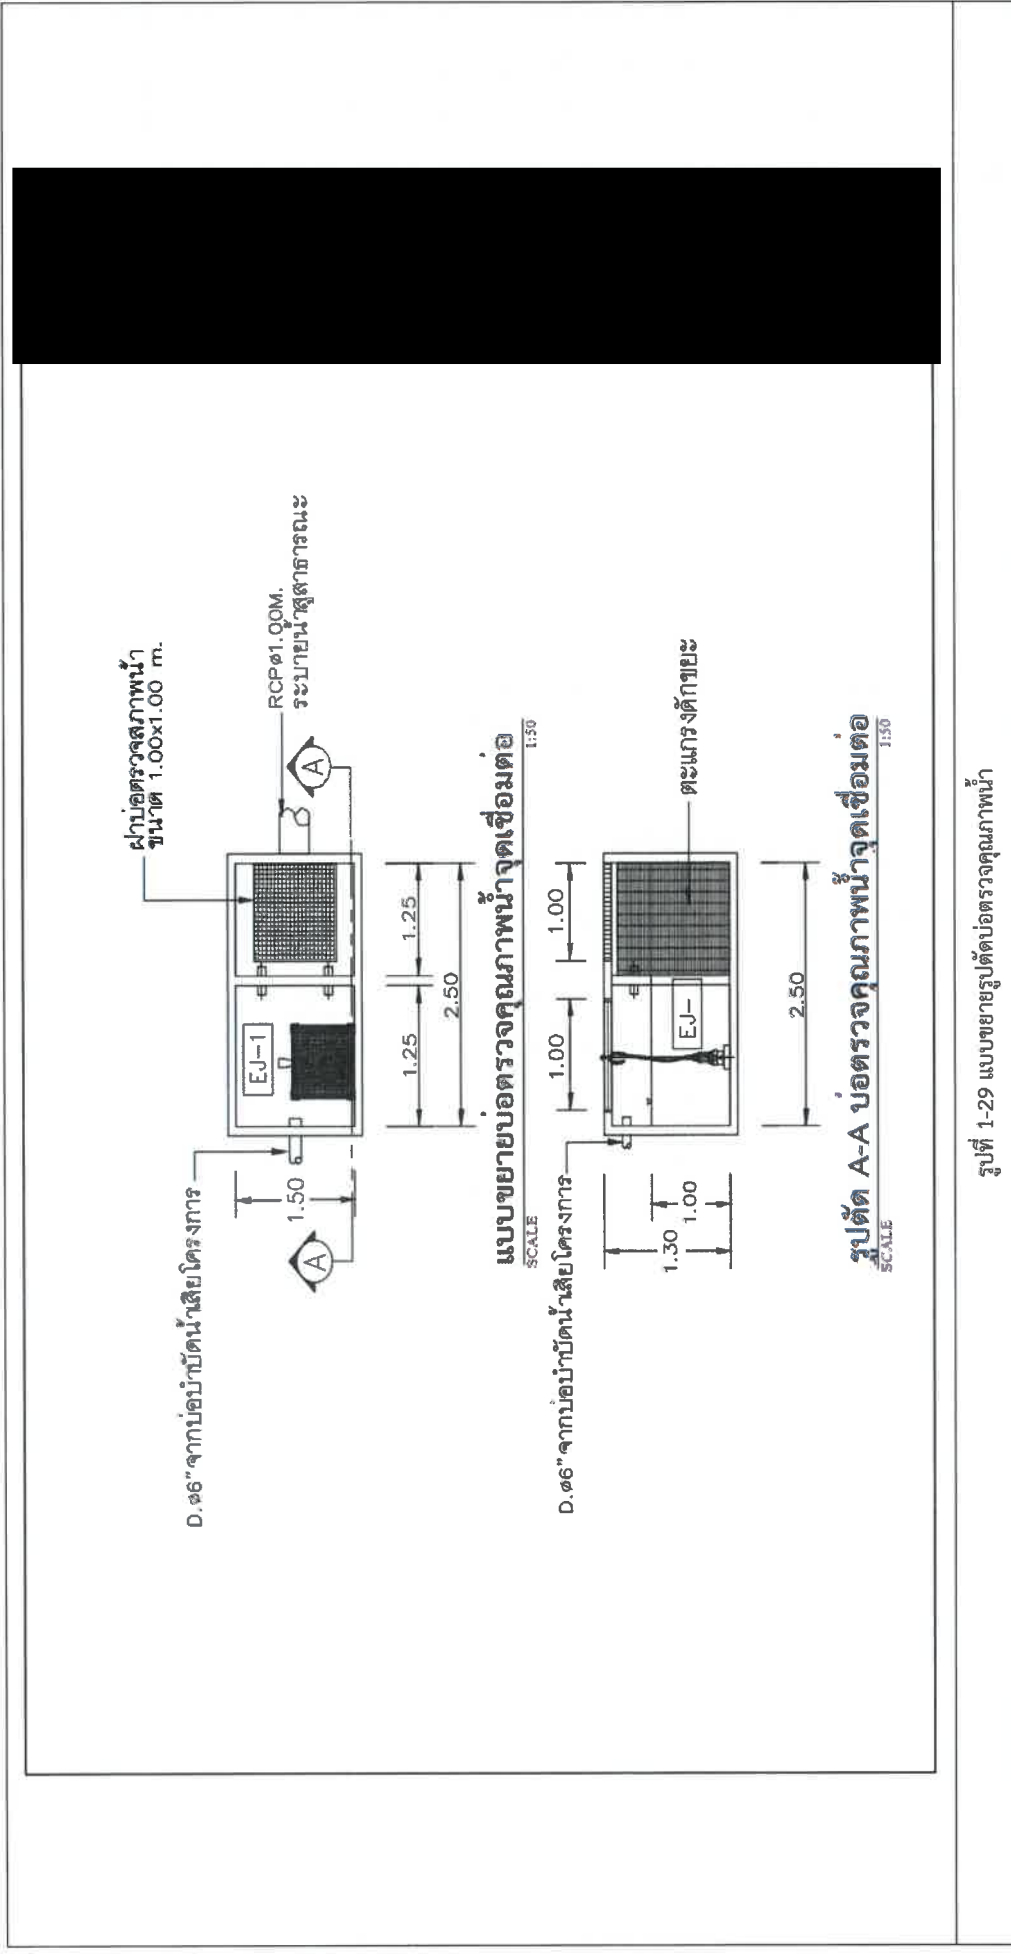 ฝาบ่อตรวจสภาพน้ำ
ขนาด 1.00x1.00 m.
RCPø1.00M.
ระบายน้ำสู่สาธารณะ
D.ø6"จากบ่อบำบัดน้ำเสียโครงการ
EJ-1
A
A
1.50
1.25
1.25
2.50
แบบขยายบ่อตรวจคุณภาพน้ำจุดเชื่อมต่อ
SCALE 1:50
D.ø6"จากบ่อบำบัดน้ำเสียโครงการ
1.00
1.00
ตะแกรงดักขยะ
EJ-
1.30
1.00
2.50
รูปตัด A-A บ่อตรวจคุณภาพน้ำจุดเชื่อมต่อ
SCALE 1:50
รูปที่ 1-29 แบบขยายรูปตัดบ่อตรวจคุณภาพน้ำ